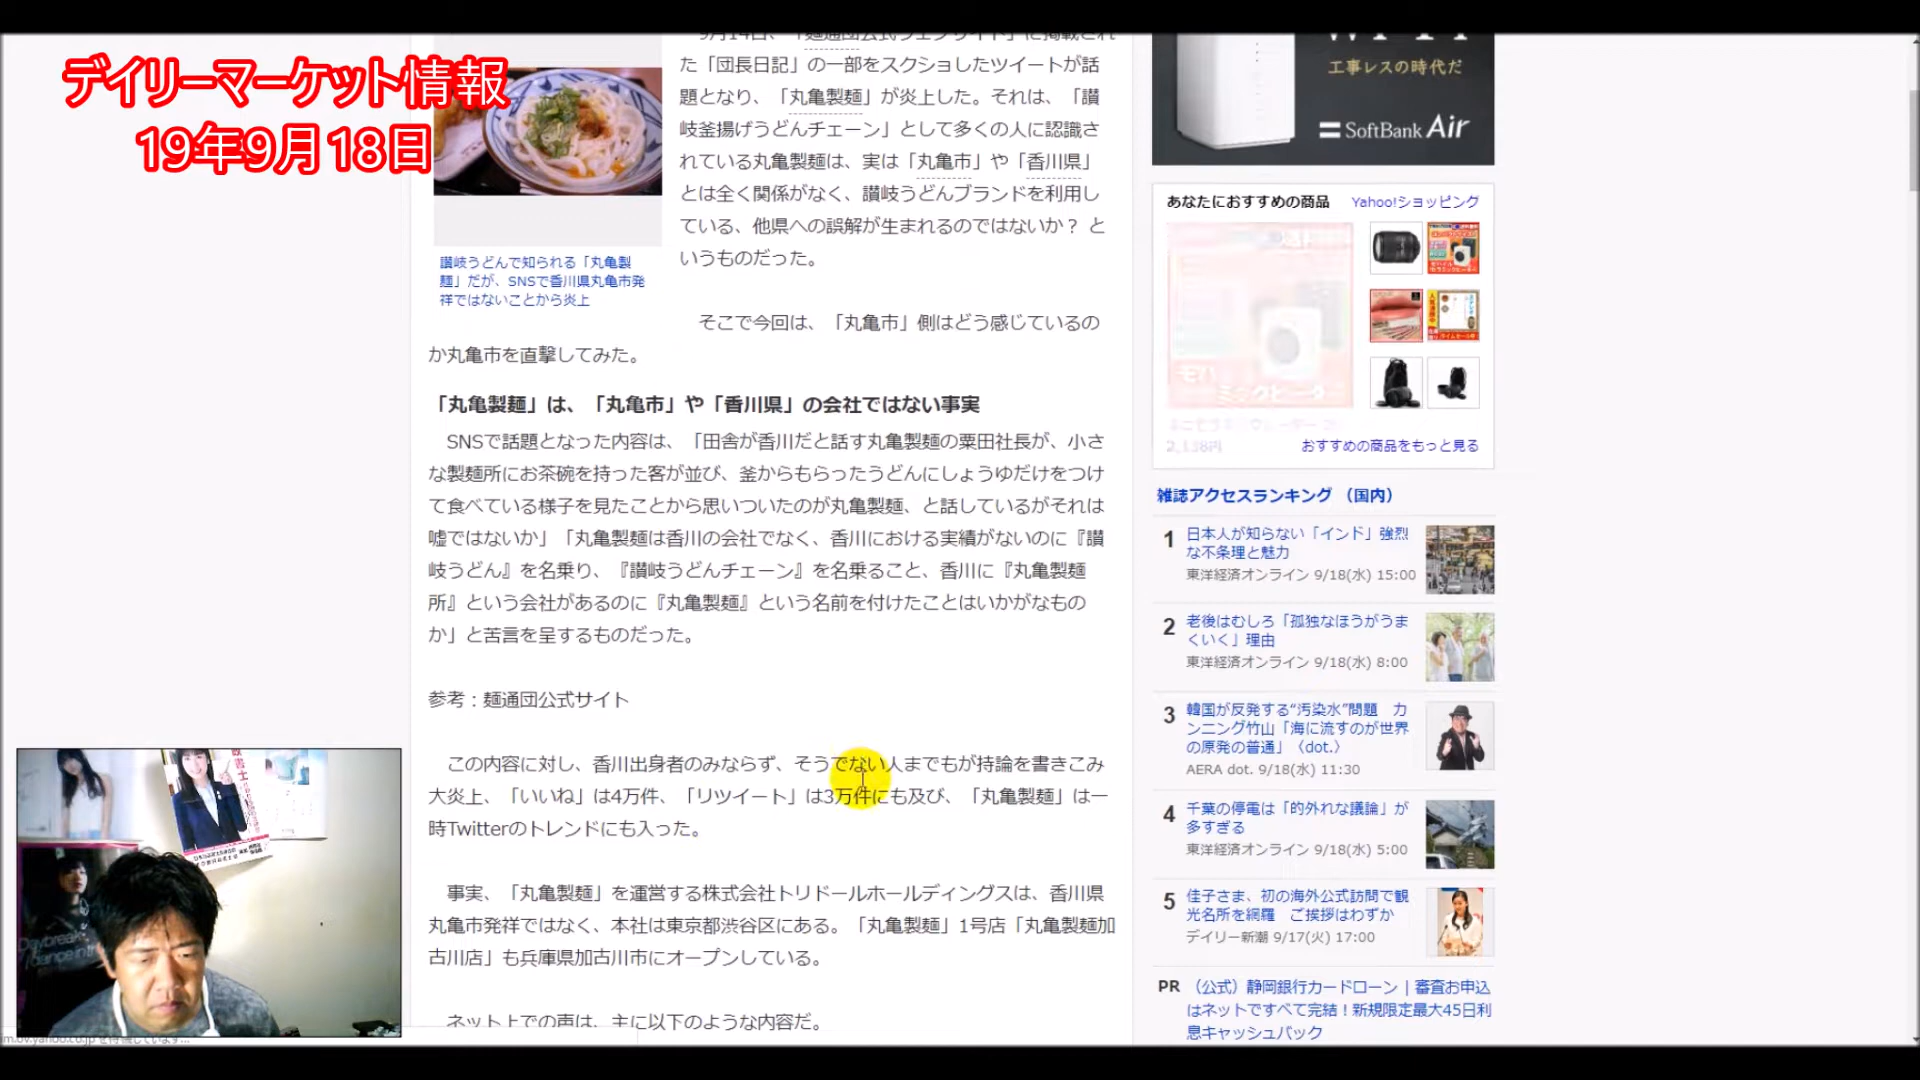 デイリーマーケット情報
19年9月18日
9月14日、「麺通団公式ウェブサイト」に掲載された「団長日記」の一部をスクショしたツイートが話
題となり、「丸亀製麺」が炎上した。それは、「讃
岐釜揚げうどんチェーン」として多くの人に認識さ
れている丸亀製麺は、実は「丸亀市」や「香川県」
とは全く関係がなく、讃岐うどんブランドを利用し
ている、他県への誤解が生まれるのではないか？ と
いうものだった。
讃岐うどんで知られる「丸亀製
麺」だが、SNSで香川県丸亀市発
祥ではないことから炎上
そこで今回は、「丸亀市」側はどう感じているの
か丸亀市を直撃してみた。
「丸亀製麺」は、「丸亀市」や「香川県」の会社ではない事実
SNSで話題となった内容は、「田舎が香川だと話す丸亀製麺の粟田社長が、小さ
な製麺所にお茶碗を持った客が並び、釜からもらったうどんにしょうゆだけをつけ
て食べている様子を見たことから思いついたのが丸亀製麺、と話しているがそれは
嘘ではないか」「丸亀製麺は香川の会社でなく、香川における実績がないのに『讃
岐うどん』を名乗り、『讃岐うどんチェーン』を名乗ること、香川に『丸亀製麺
所』という会社があるのに『丸亀製麺』という名前を付けたことはいかがなもの
か」と苦言を呈するものだった。
参考：麺通団公式サイト
この内容に対し、香川出身者のみならず、そうでない人までもが持論を書きこみ
大炎上、「いいね」は4万件、「リツイート」は3万件にも及び、「丸亀製麺」は一
時Twitterのトレンドにも入った。
事実、「丸亀製麺」を運営する株式会社トリドールホールディングスは、香川県
丸亀市発祥ではなく、本社は東京都渋谷区にある。「丸亀製麺」1号店「丸亀製麺加
古川店」も兵庫県加古川市にオープンしている。
ネット上での声は、主に以下のような内容だ。
工事レスの時代だ
SoftBank Air
あなたにおすすめの商品 Yahoo!ショッピング
2,138円
おすすめの商品をもっと見る
雑誌アクセスランキング （国内）
1 日本人が知らない「インド」強烈
な不条理と魅力
東洋経済オンライン 9/18(水) 15:00
2 老後はむしろ「孤独なほうがうま
くいく」理由
東洋経済オンライン 9/18(水) 8:00
3 韓国が反発する“汚染水”問題 カ
ンニング竹山「海に流すのが世界
の原発の普通」〈dot.〉
AERA dot. 9/18(水) 11:30
4 千葉の停電は「的外れな議論」が
多すぎる
東洋経済オンライン 9/18(水) 5:00
5 佳子さま、初の海外公式訪問で観
光名所を網羅 ご挨拶はわずか
デイリー新潮 9/17(火) 17:00
PR （公式）静岡銀行カードローン｜審査お申込
はネットですべて完結！新規限定最大45日利
息キャッシュバック